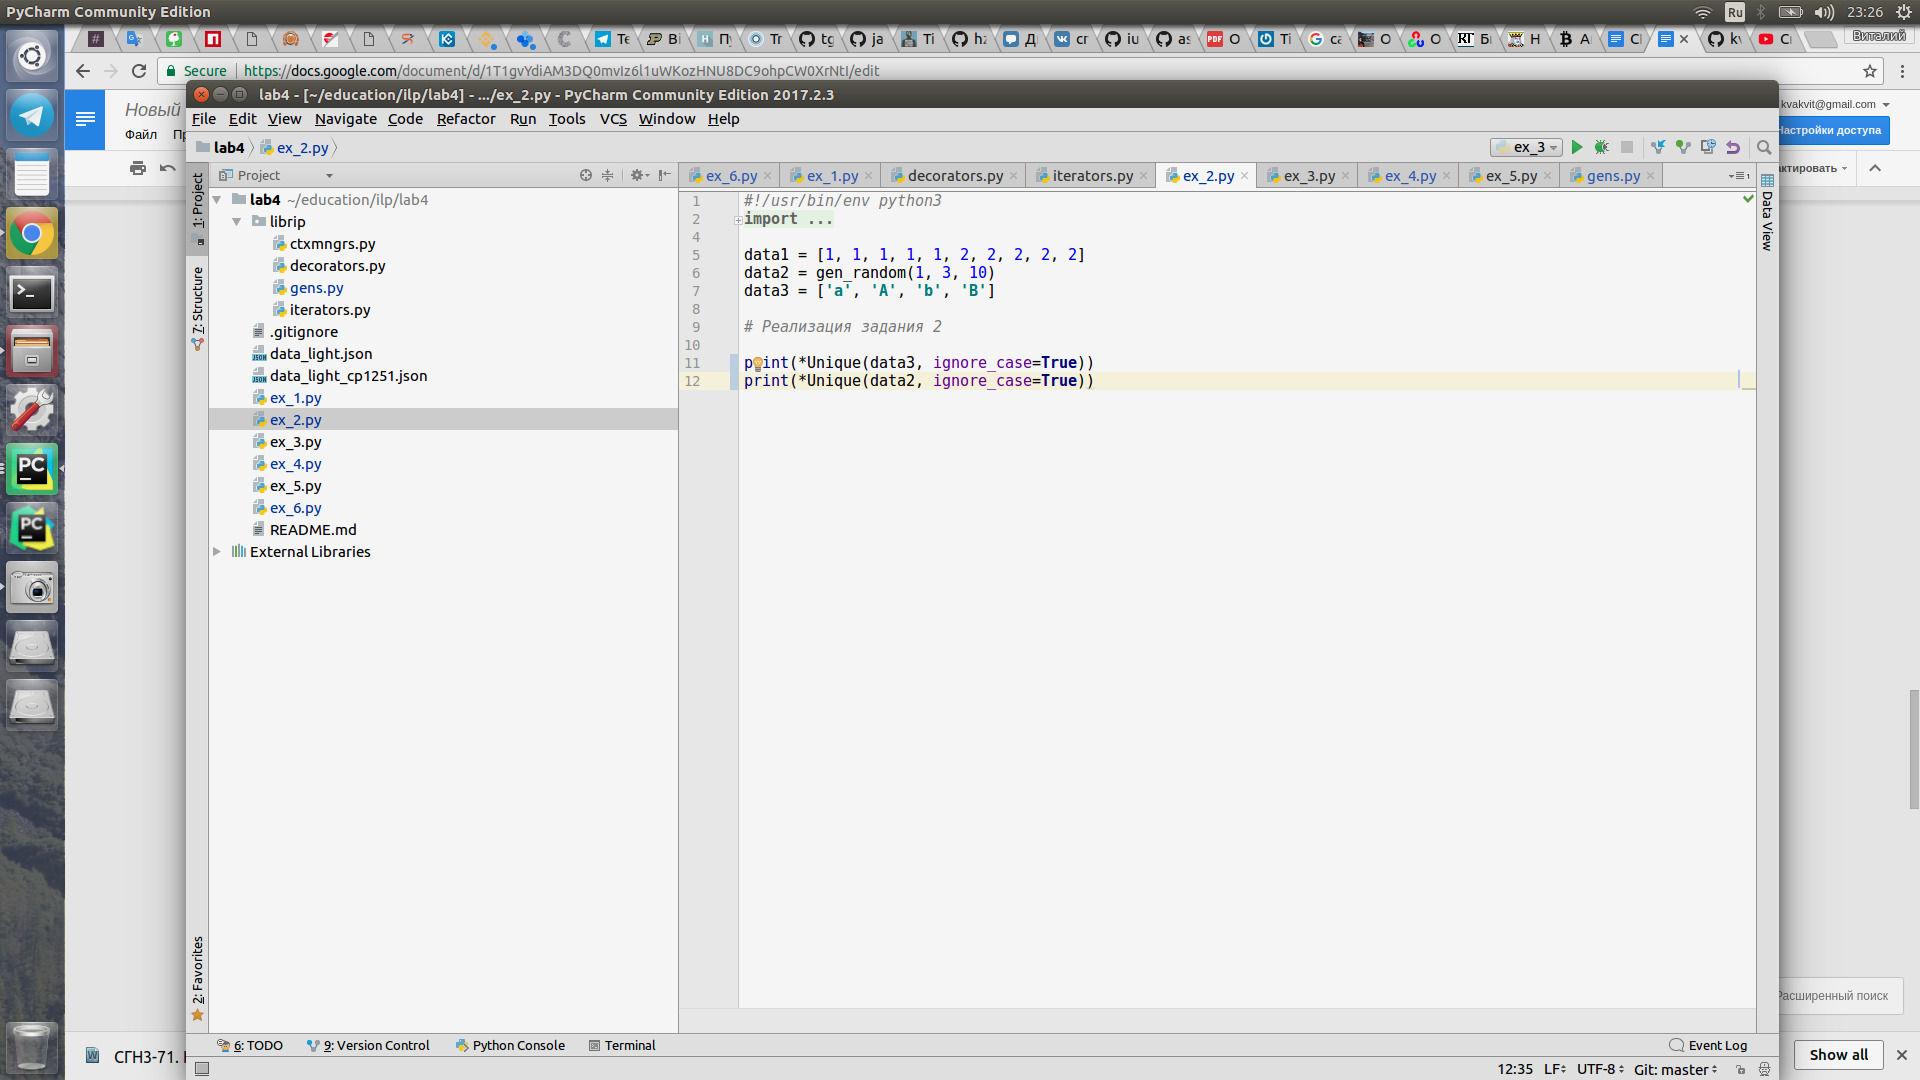 PyCharm Community Edition
Ru
23:26
Виталий
Secure https://docs.google.com/document/d/1T1gvYdiAM3DQ0mvIz6l1uWKozHNU8DC9ohpCW0XrNtI/edit
Новый
Файл
kvakvit@gmail.com
Настройки доступа
lab4 - [~/education/ilp/lab4] - .../ex_2.py - PyCharm Community Edition 2017.2.3
File Edit View Navigate Code Refactor Run Tools VCS Window Help
lab4 ex_2.py
ex_3
Project
ex_6.py ex_1.py decorators.py iterators.py ex_2.py ex_3.py ex_4.py ex_5.py gens.py
1: Project
7: Structure
2: Favorites
Data View
lab4 ~/education/ilp/lab4
librip
ctxmngrs.py
decorators.py
gens.py
iterators.py
.gitignore
data_light.json
data_light_cp1251.json
ex_1.py
ex_2.py
ex_3.py
ex_4.py
ex_5.py
ex_6.py
README.md
External Libraries
1 #!/usr/bin/env python3
2 import ...
4
5 data1 = [1, 1, 1, 1, 1, 2, 2, 2, 2, 2]
6 data2 = gen_random(1, 3, 10)
7 data3 = ['a', 'A', 'b', 'B']
8
9 # Реализация задания 2
10
11 print(*Unique(data3, ignore_case=True))
12 print(*Unique(data2, ignore_case=True))
Расширенный поиск
6: TODO 9: Version Control Python Console Terminal
Event Log
12:35 LF UTF-8 Git: master
СГН3-71.
Show all